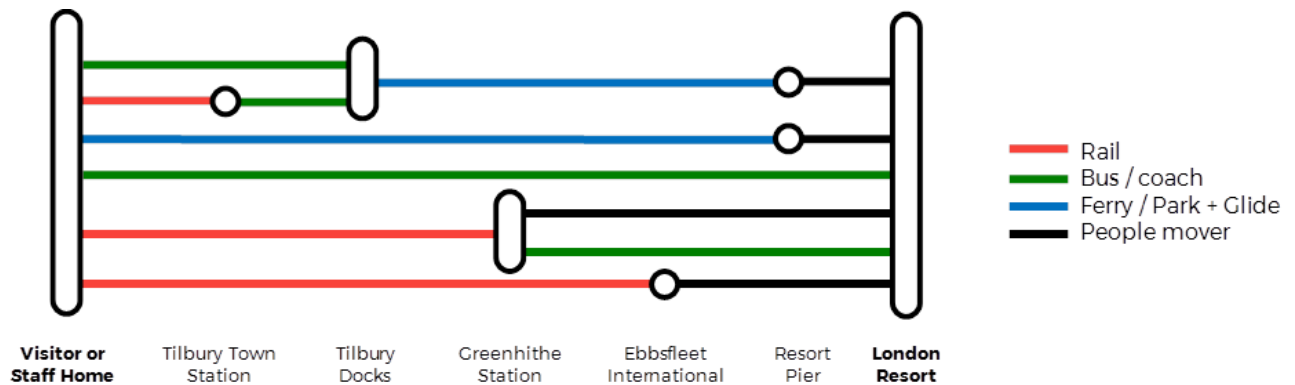 Rail
Bus / coach
Ferry / Park + Glide
People mover
Visitor or
Staff Home
Tilbury Town
Station
Tilbury
Docks
Greenhithe
Station
Ebbsfleet
International
Resort
Pier
London
Resort